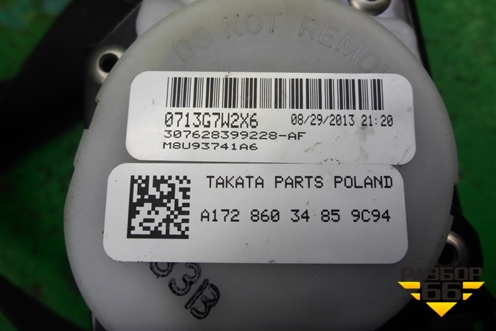 DO NOT REMOVE
0713G7W2X6 08/29/2013 21:20
307628399228-AF
M8U93741A6
TAKATA PARTS POLAND
A172 860 34 85 9C94
РАЗБОР
66